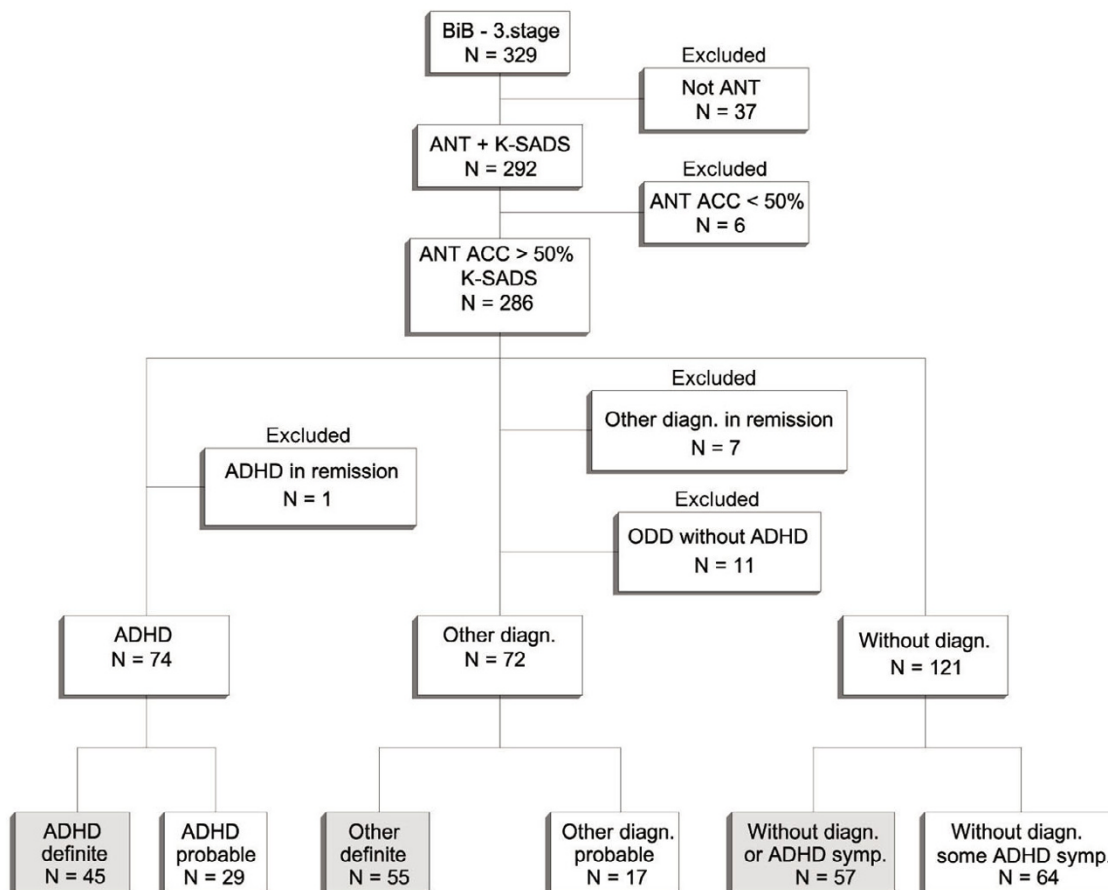 BiB - 3.stage
N = 329
Excluded
Not ANT
N = 37
ANT + K-SADS
N = 292
Excluded
ANT ACC < 50%
N = 6
ANT ACC > 50%
K-SADS
N = 286
Excluded
Other diagn. in remission
N = 7
Excluded
ADHD in remission
N = 1
Excluded
ODD without ADHD
N = 11
ADHD
N = 74
Other diagn.
N = 72
Without diagn.
N = 121
ADHD
definite
N = 45
ADHD
probable
N = 29
Other
definite
N = 55
Other diagn.
probable
N = 17
Without diagn.
or ADHD symp.
N = 57
Without diagn.
some ADHD symp.
N = 64